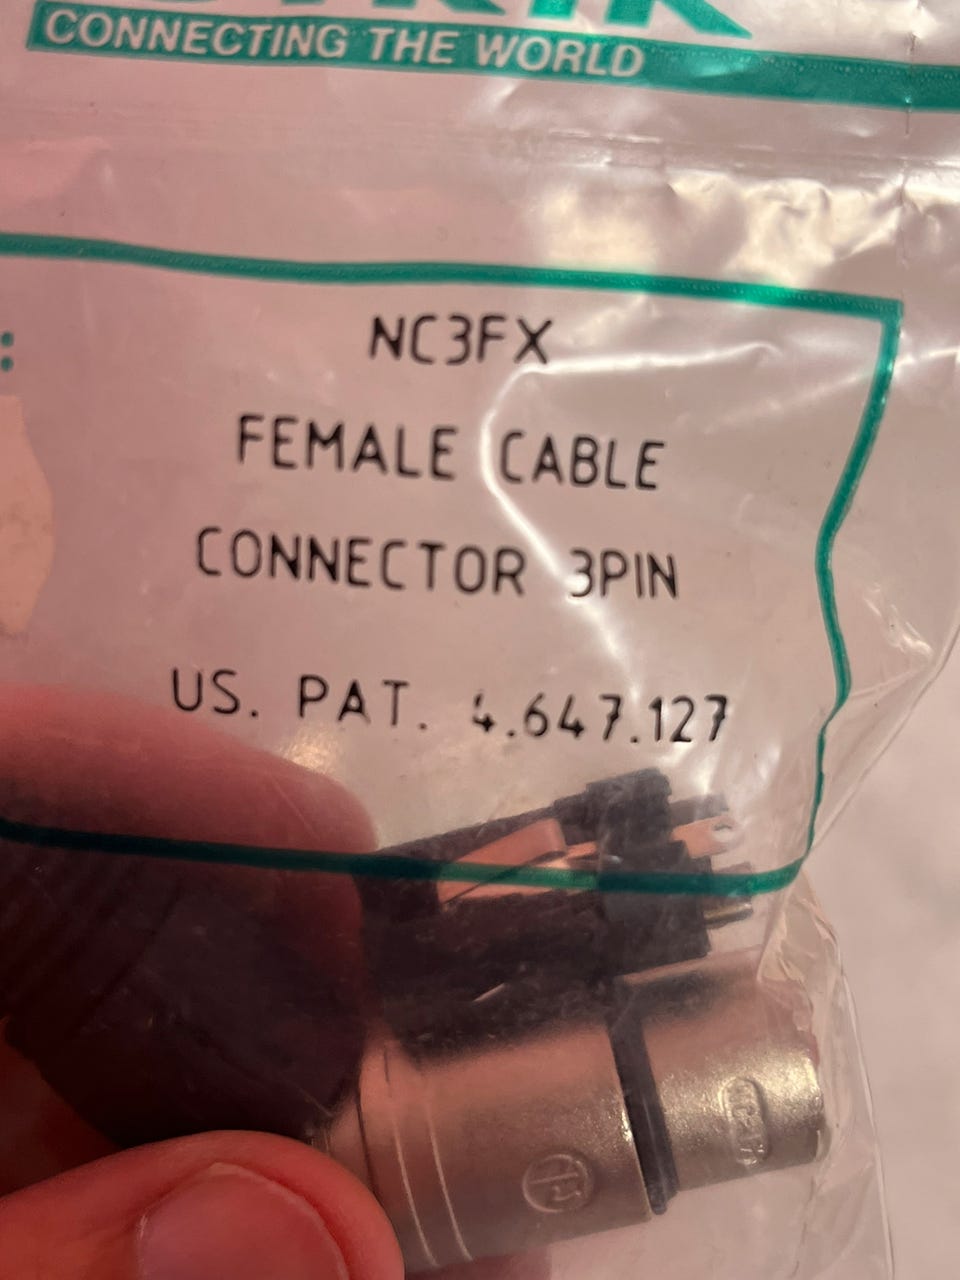 CONNECTING THE WORLD
:
NC3FX
FEMALE CABLE
CONNECTOR 3PIN
US. PAT. 4.647.127